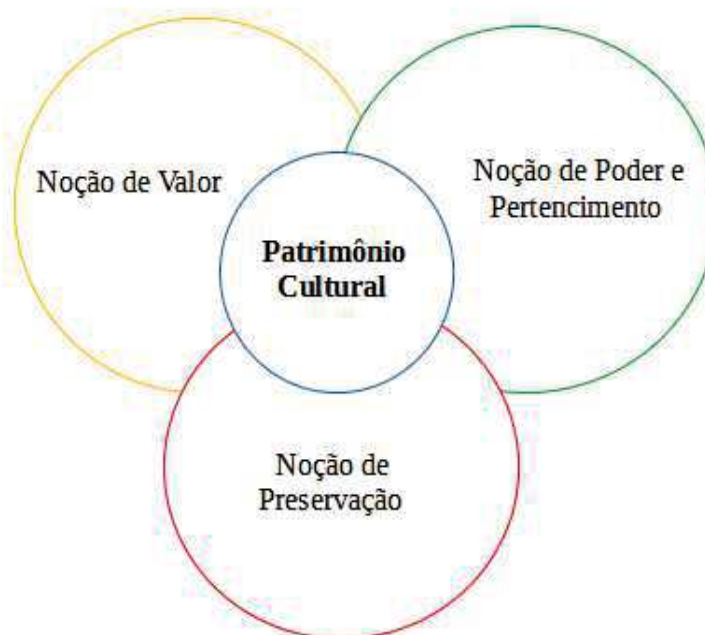 Noção de Valor
Noção de Poder e
Pertencimento
Patrimônio
Cultural
Noção de
Preservação